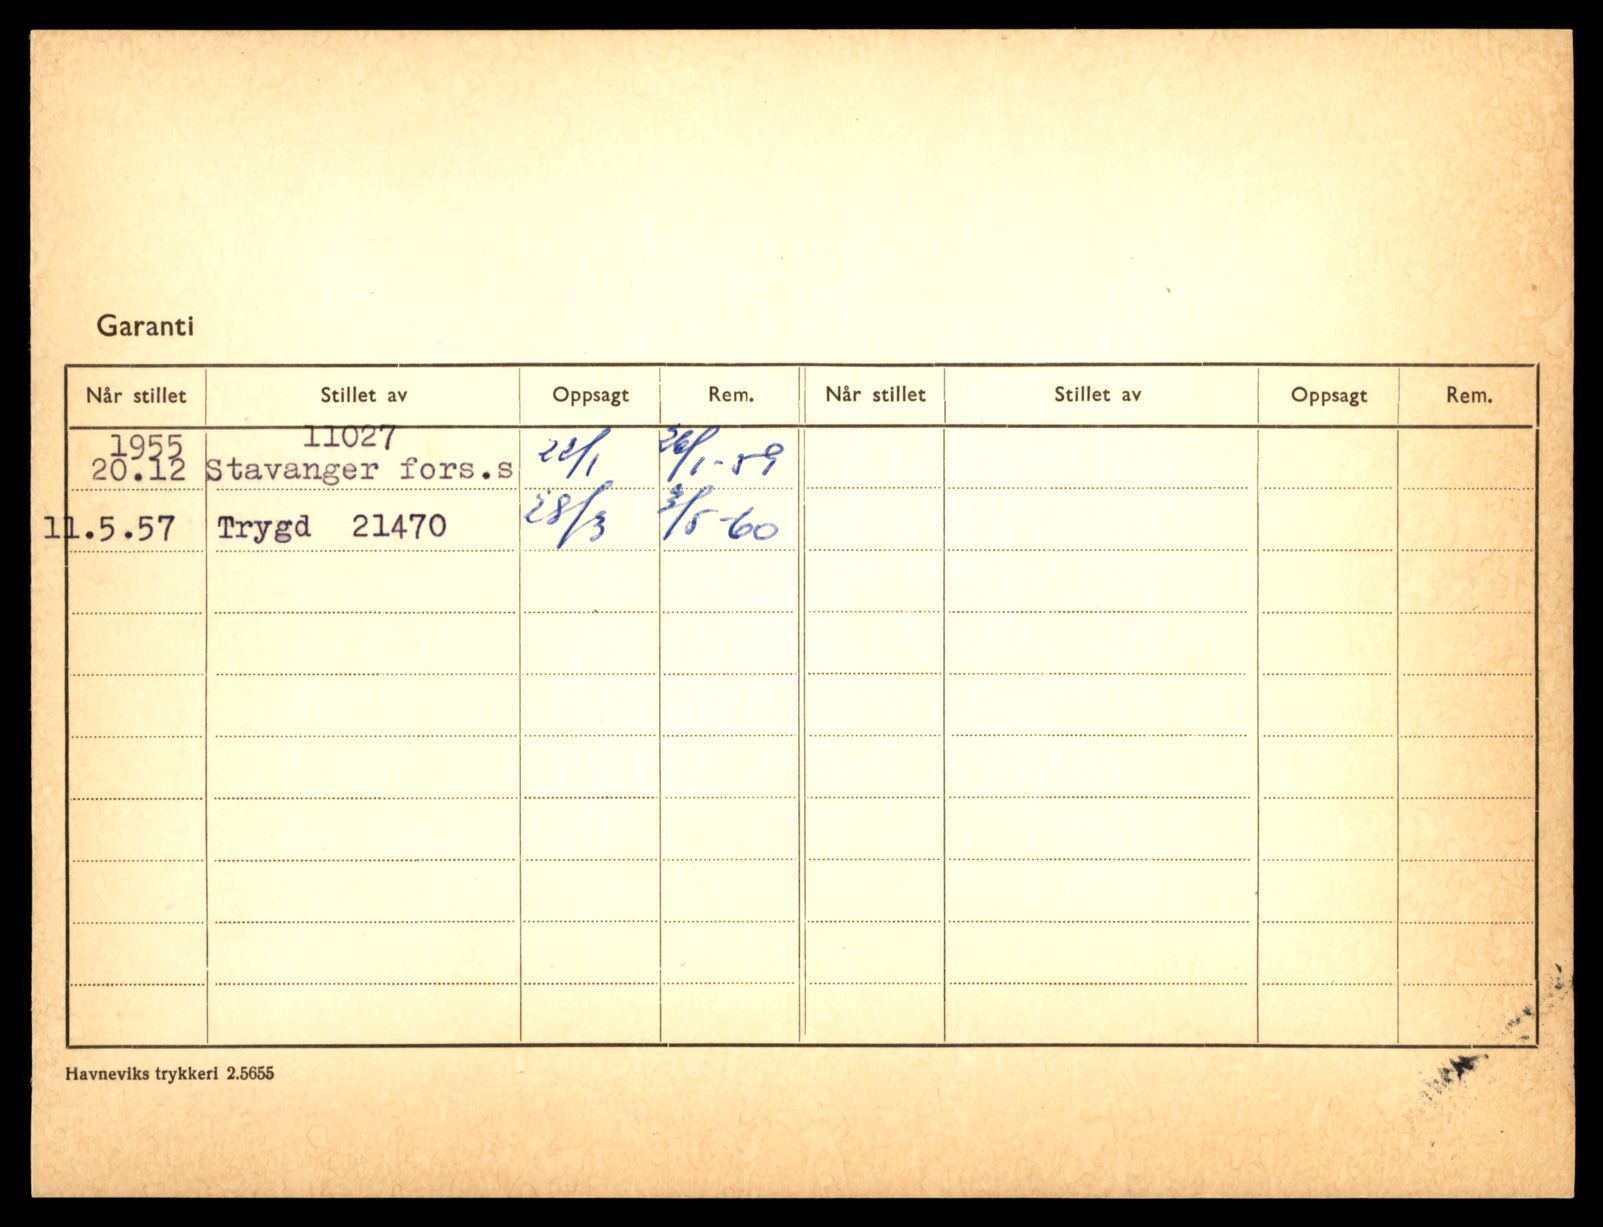 Garanti
Når stillet Stillet av Oppsagt Rem. Når stillet Stillet av Oppsagt Rem.
1955 11027
20.12 Stavanger fors.s 22/1 26/1-59
11.5.57 Trygd 21470 28/3 3/5-60
Havneviks trykkeri 2.5655